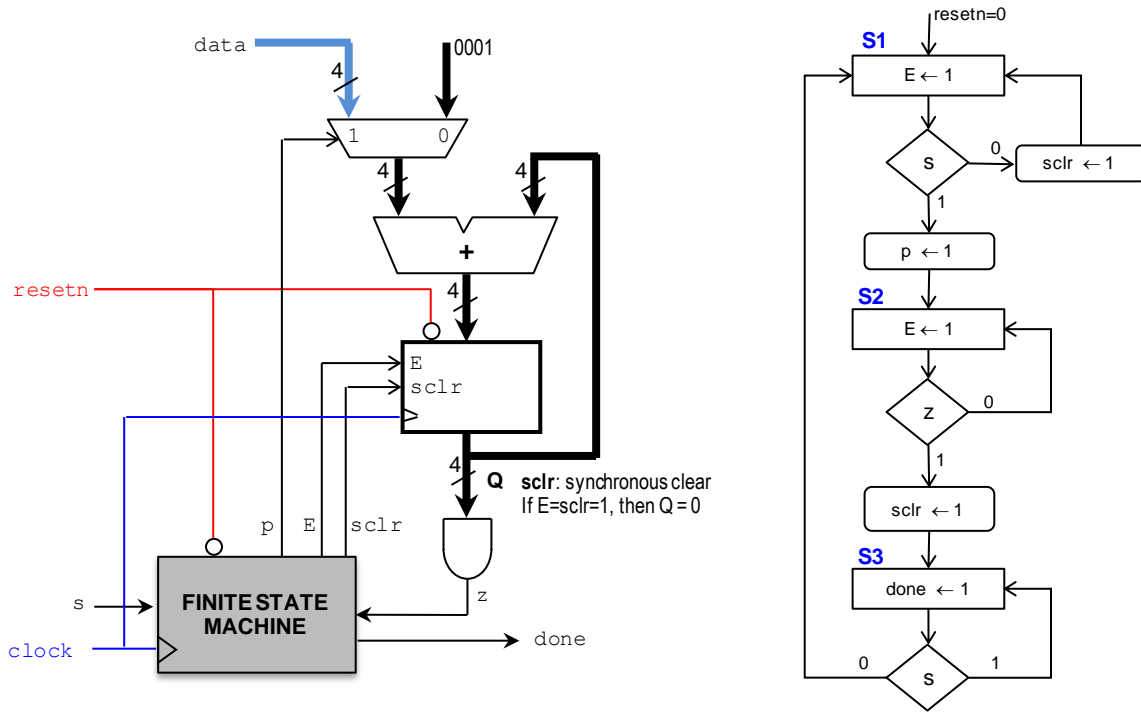 data
0001
4
1 0
4
4
+
resetn
4
E
sclr
4
Q
sclr: synchronous clear
If E=sclr=1, then Q = 0
p E sclr
z
s
FINITE STATE
MACHINE
clock
done
resetn=0
S1
E ← 1
s
0
sclr ← 1
1
p ← 1
S2
E ← 1
z
0
1
sclr ← 1
S3
done ← 1
0
s
1